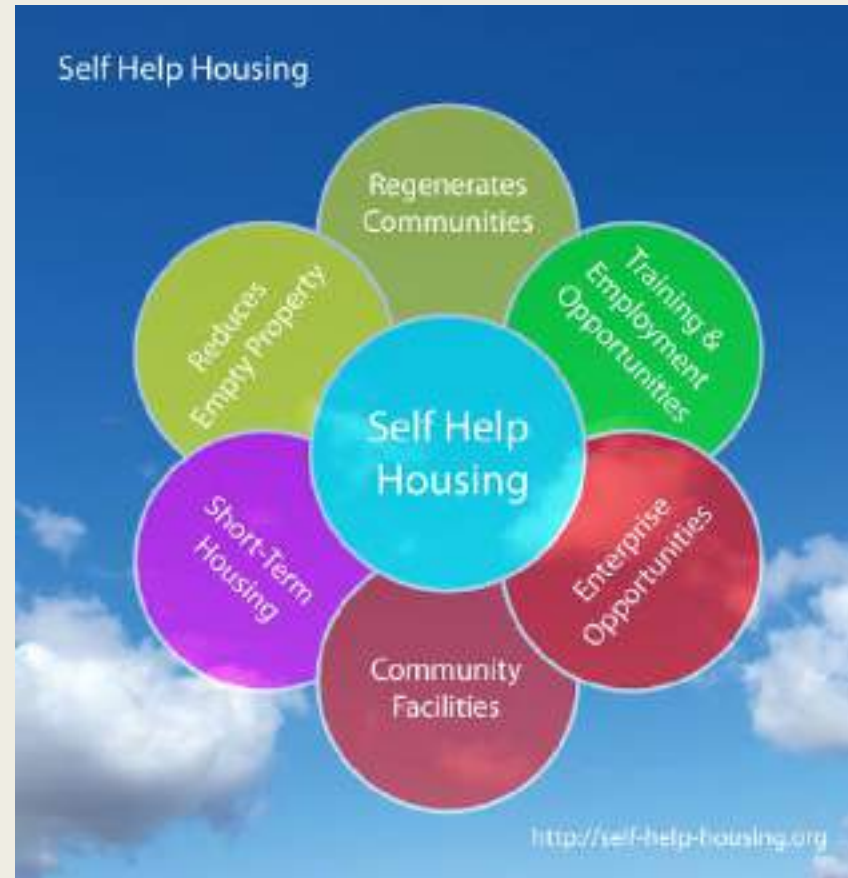 Self Help Housing
Regenerates
Communities
Training &
Employment
Opportunities
Enterprise
Opportunities
Community
Facilities
Short-Term
Housing
Reduces
Empty Property
Self Help
Housing
http://self-help-housing.org